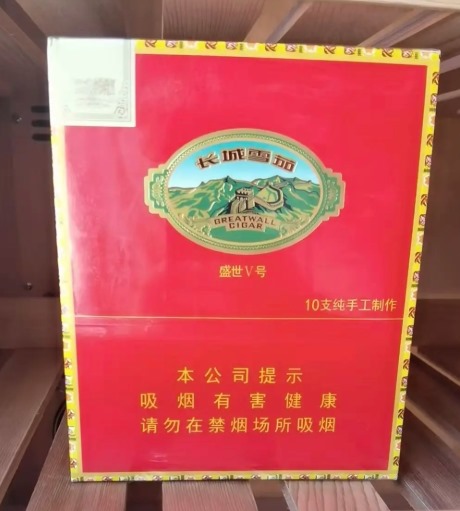 长城雪茄
GREATWALL
CIGAR
盛世V号
10支纯手工制作
本公司提示
吸烟有害健康
请勿在禁烟场所吸烟